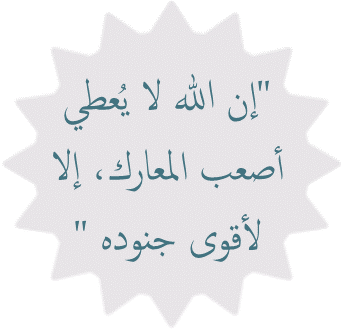 "إن الله لا يُعطي
أصعب المعارك، إلا
لأقوى جنوده "